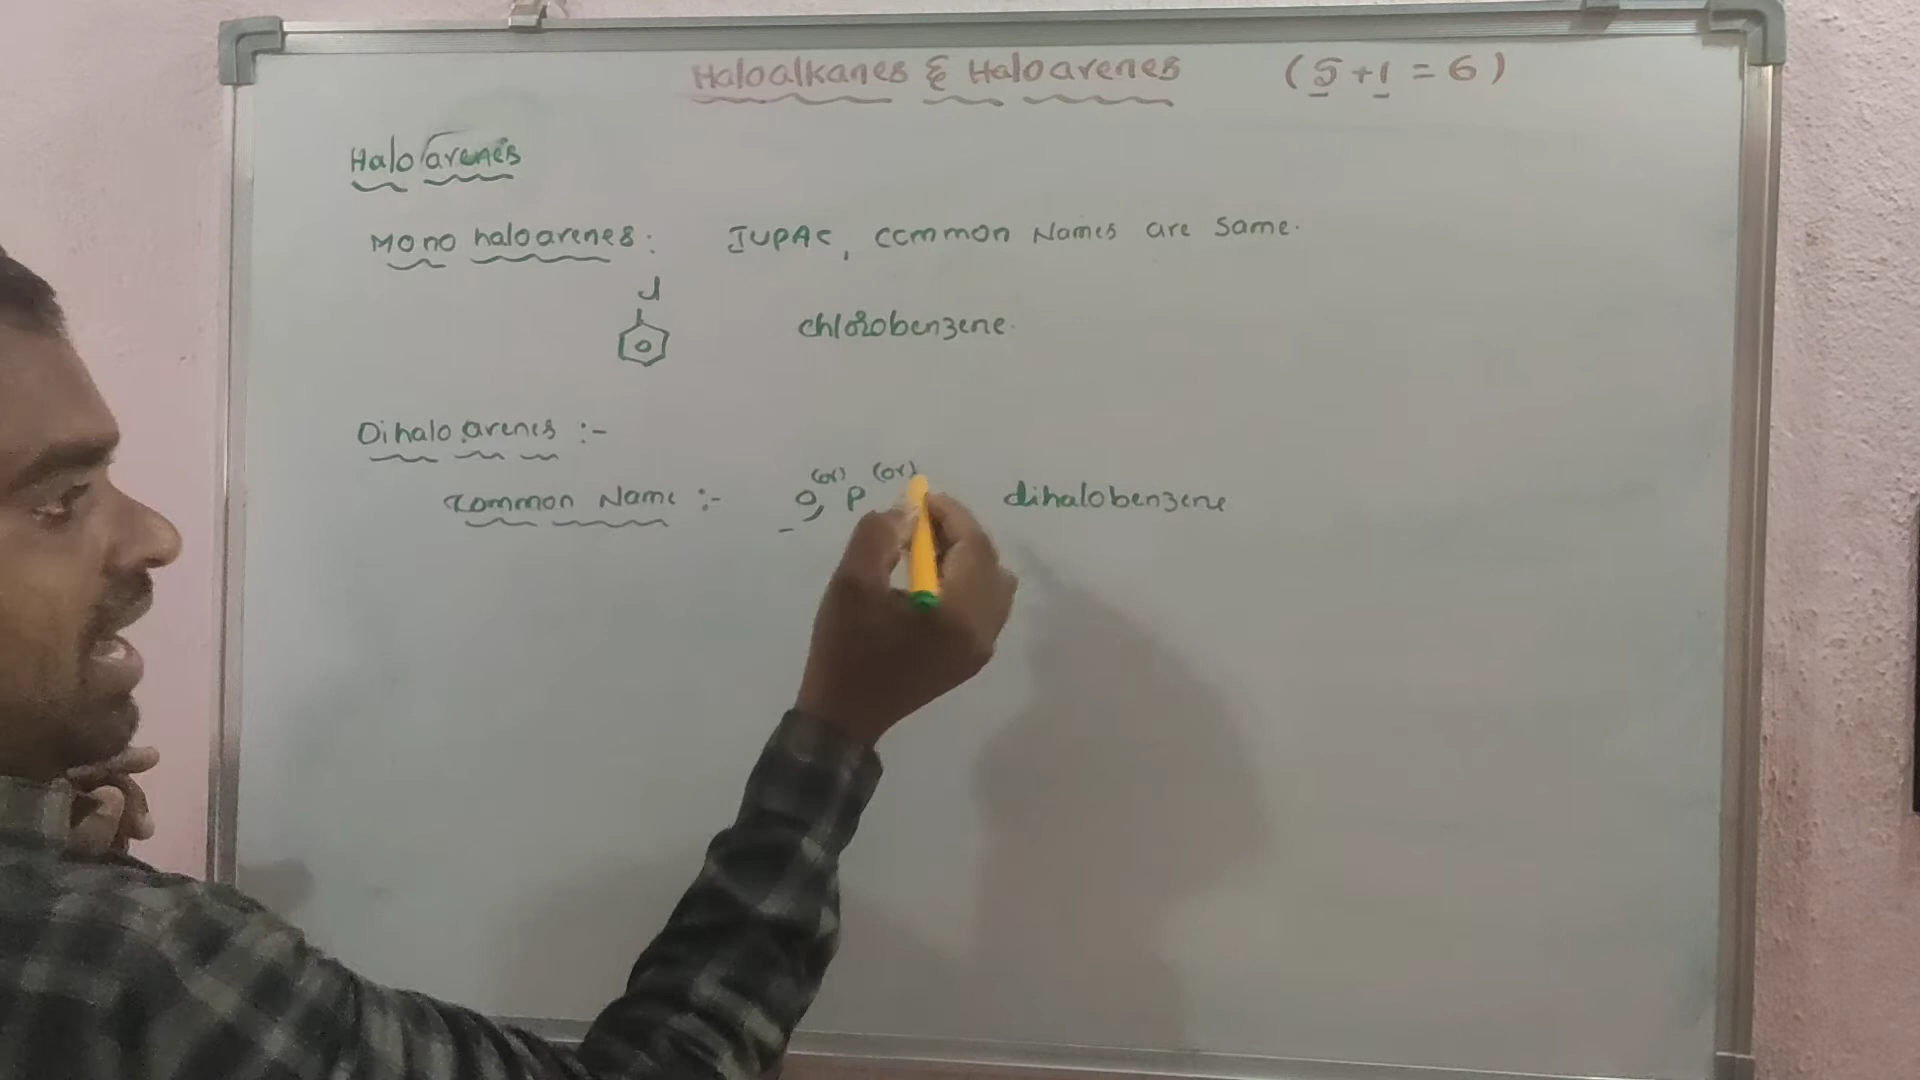 Haloalkanes & Haloarenes (5+1=6)
Haloarenes
Mono haloarenes: IUPAC, Common Names are same.
Cl
chlorobenzene.
Dihalo arenes :-
(or) (or)
Common Name :- o, p dihalobenzene